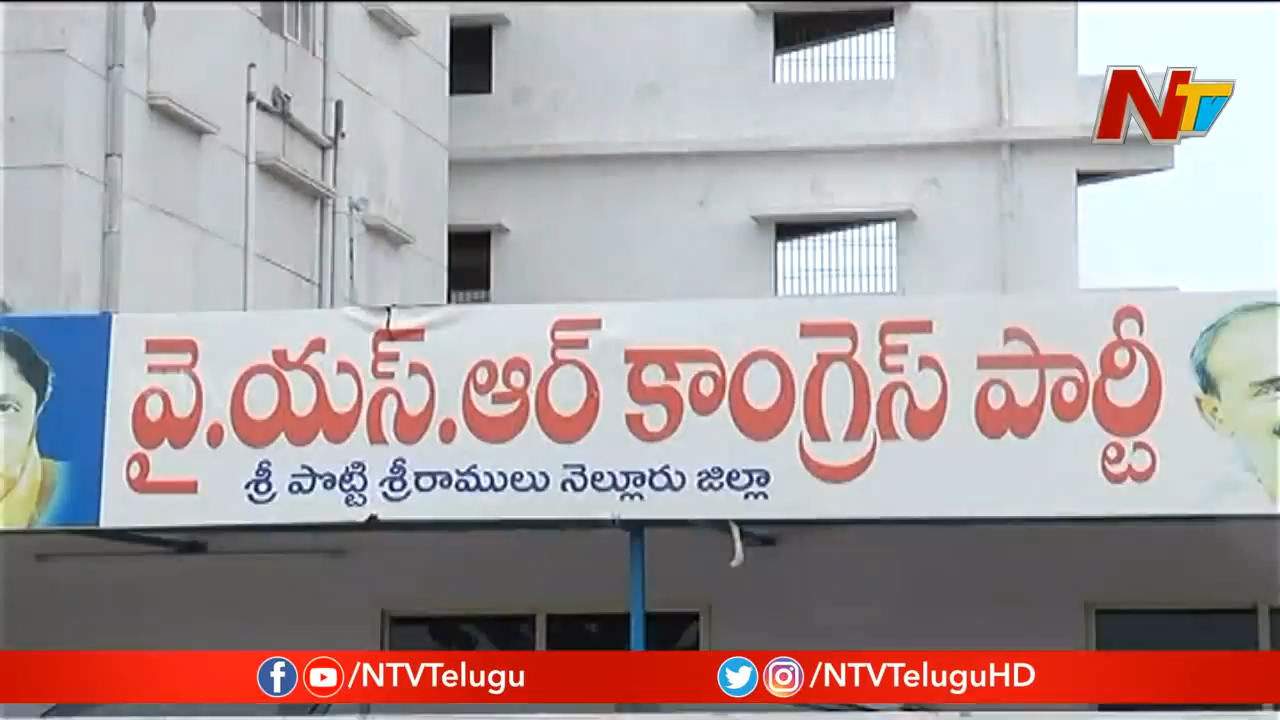 NTV
వై.యస్.ఆర్ కాంగ్రెస్ పార్టీ
శ్రీ పొట్టి శ్రీరాములు నెల్లూరు జిల్లా
/NTVTelugu
/NTVTeluguHD